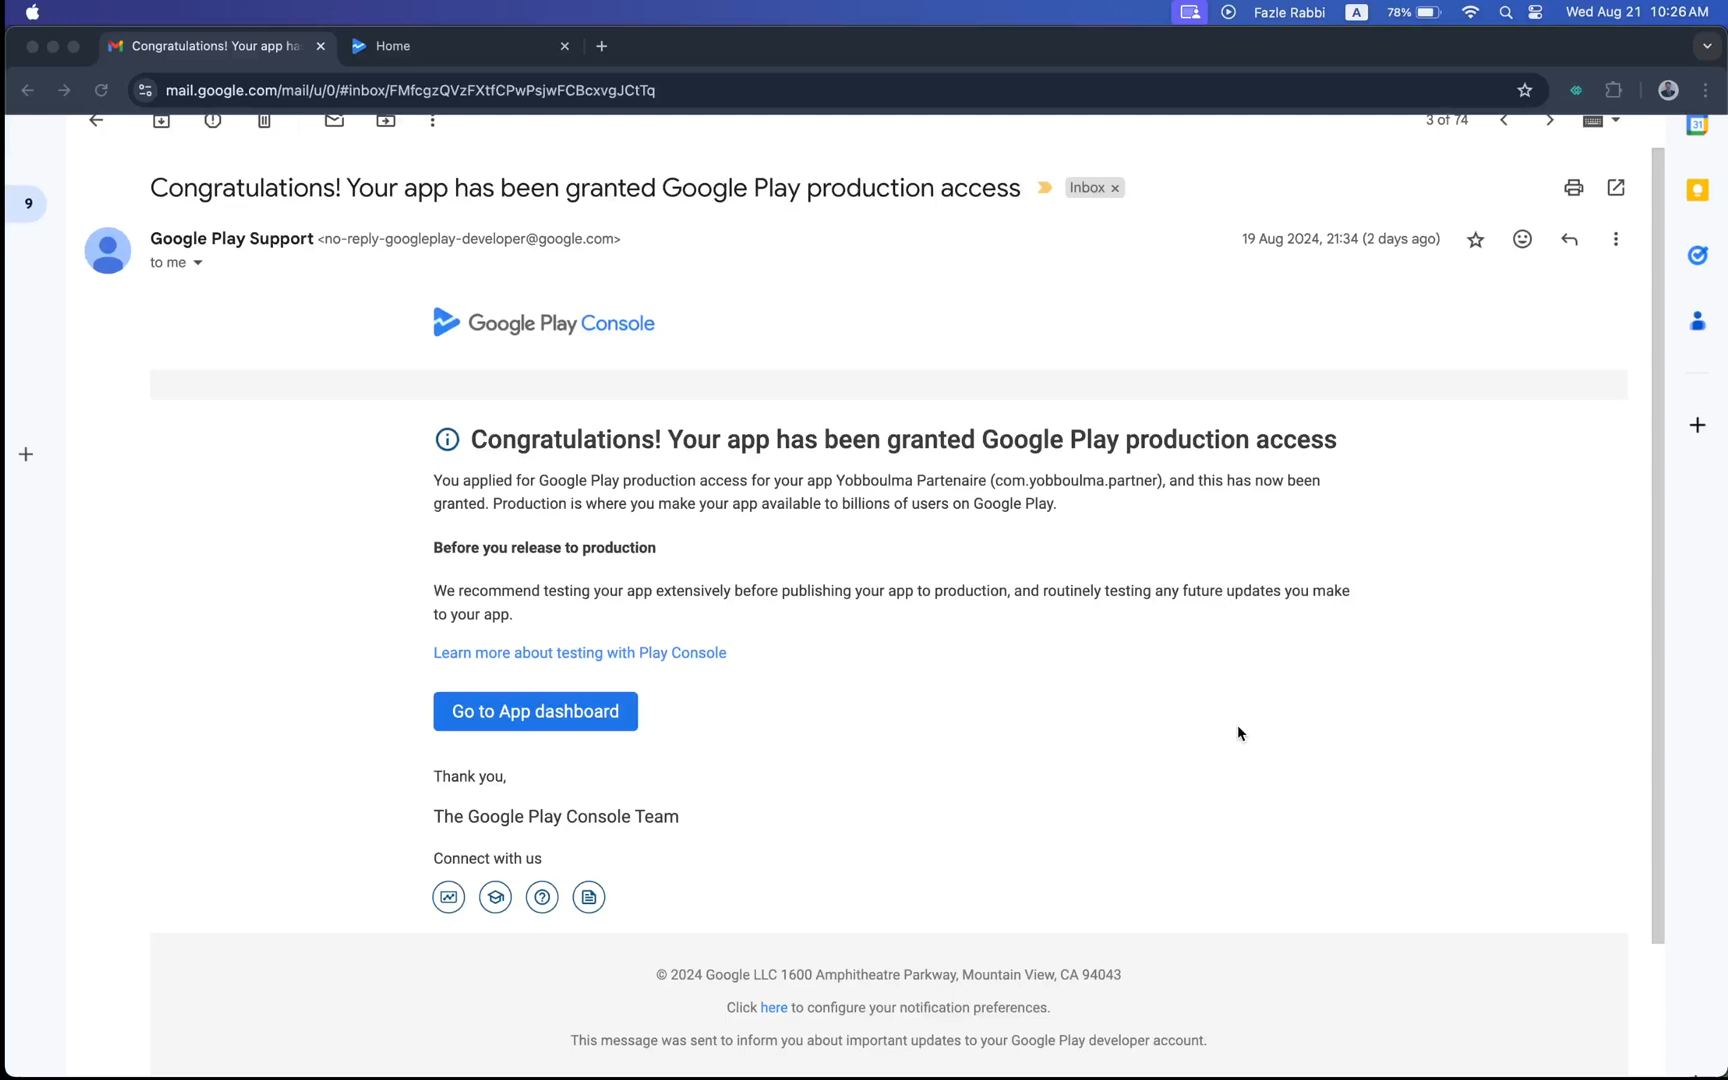 Fazle Rabbi A 78% Wed Aug 21 10:26 AM
Congratulations! Your app ha
Home
mail.google.com/mail/u/0/#inbox/FMfcgzQVzFXtfCPwPsjwFCBcxvgJCtTq
3 of 74
31
Congratulations! Your app has been granted Google Play production access Inbox
9
Google Play Support <no-reply-googleplay-developer@google.com> 19 Aug 2024, 21:34 (2 days ago)
to me
Google Play Console
Congratulations! Your app has been granted Google Play production access
You applied for Google Play production access for your app Yobboulma Partenaire (com.yobboulma.partner), and this has now been
granted. Production is where you make your app available to billions of users on Google Play.
Before you release to production
We recommend testing your app extensively before publishing your app to production, and routinely testing any future updates you make
to your app.
Learn more about testing with Play Console
Go to App dashboard
Thank you,
The Google Play Console Team
Connect with us
© 2024 Google LLC 1600 Amphitheatre Parkway, Mountain View, CA 94043
Click here to configure your notification preferences.
This message was sent to inform you about important updates to your Google Play developer account.